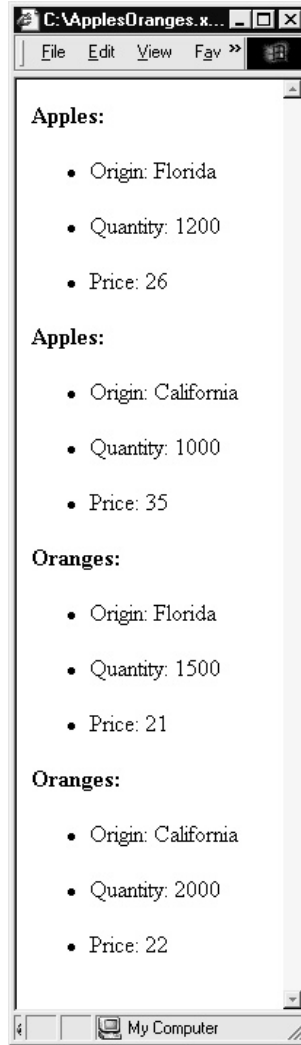 C:\ApplesOranges.x...
File Edit View Fav »
Apples:
• Origin: Florida
• Quantity: 1200
• Price: 26
Apples:
• Origin: California
• Quantity: 1000
• Price: 35
Oranges:
• Origin: Florida
• Quantity: 1500
• Price: 21
Oranges:
• Origin: California
• Quantity: 2000
• Price: 22
My Computer